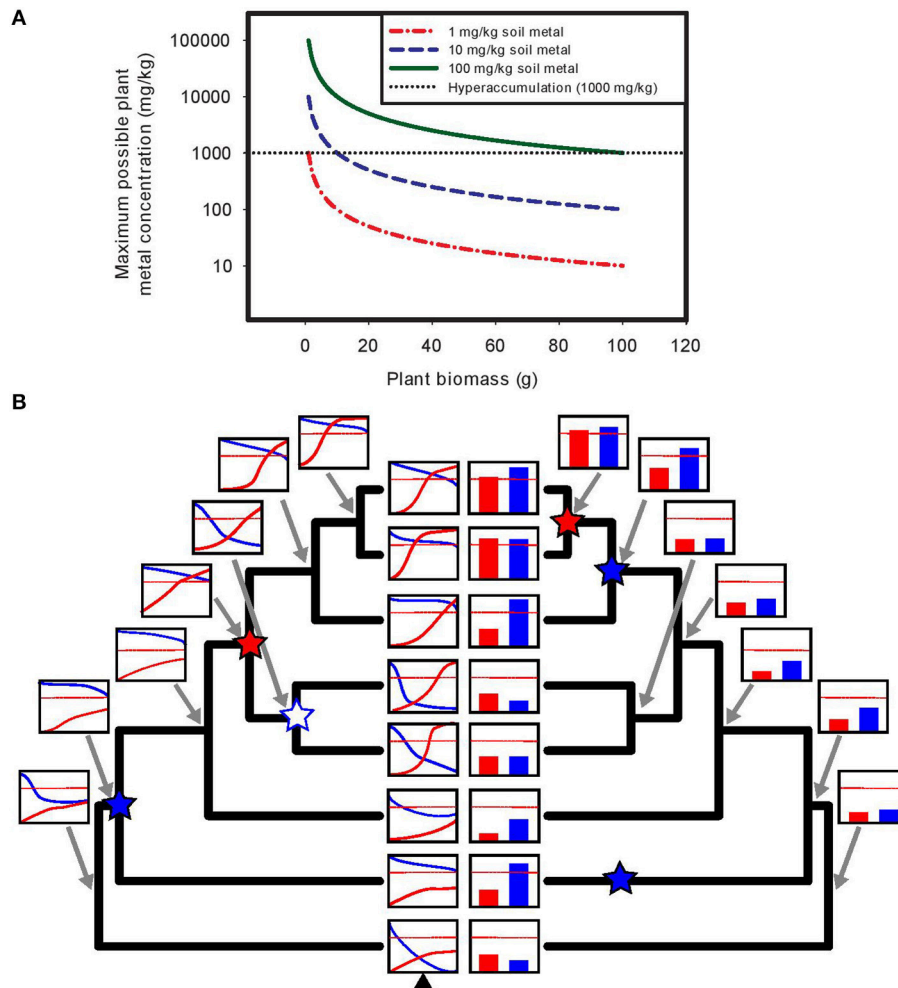 A
1 mg/kg soil metal
10 mg/kg soil metal
100 mg/kg soil metal
Hyperaccumulation (1000 mg/kg)
Maximum possible plant
metal concentration (mg/kg)
100000
10000
1000
100
10
0 20 40 60 80 100 120
Plant biomass (g)
B